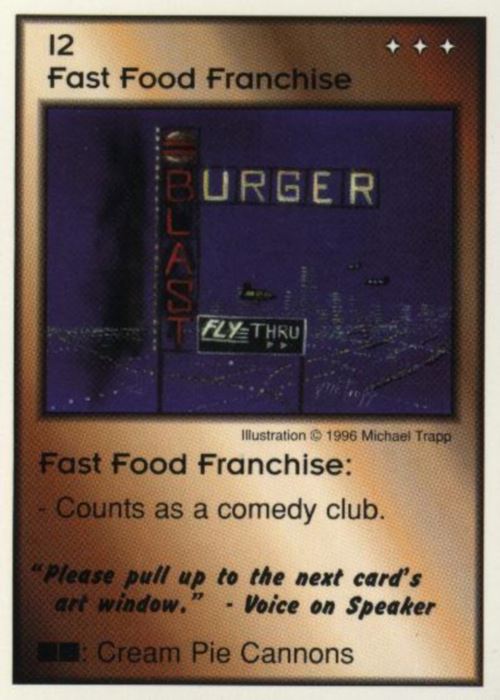 12
Fast Food Franchise
BURGER
BLAST
FLY-THRU
Illustration © 1996 Michael Trapp
Fast Food Franchise:
- Counts as a comedy club.
"Please pull up to the next card's
art window." - Voice on Speaker
: Cream Pie Cannons